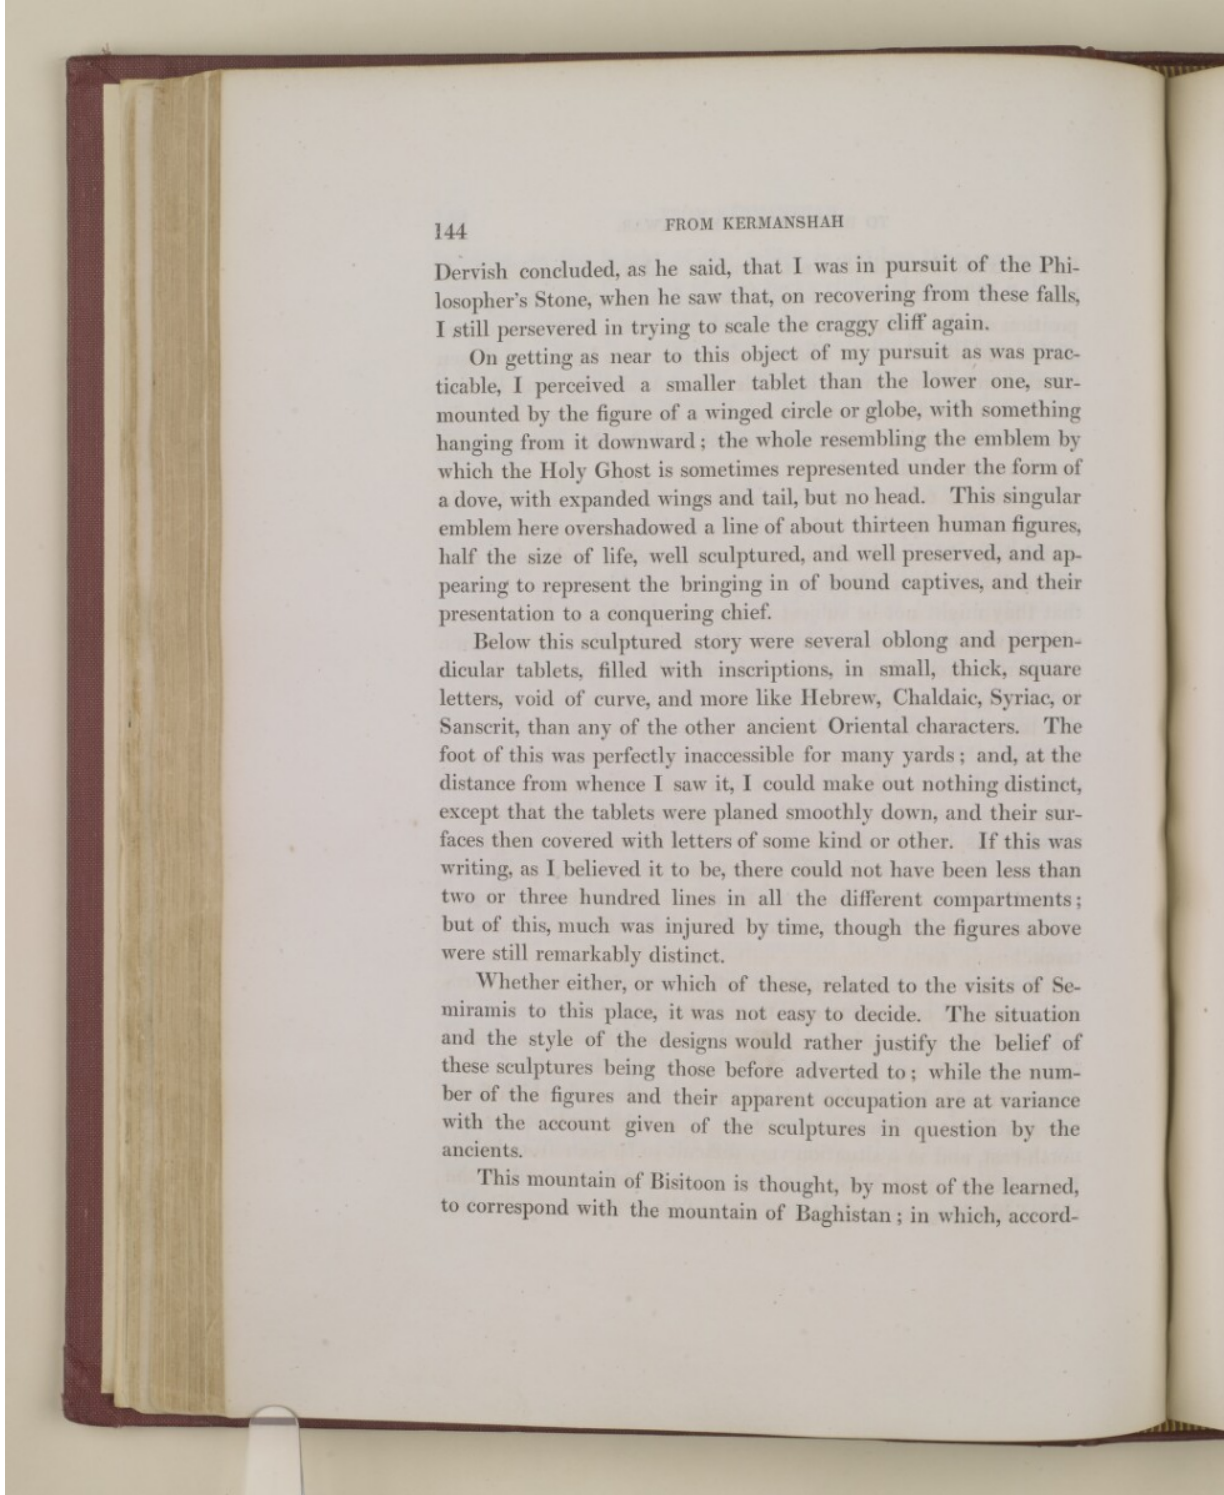 144
FROM KERMANSHAH
Dervish concluded, as he said, that I was in pursuit of the Phi-
losopher's Stone, when he saw that, on recovering from these falls,
I still persevered in trying to scale the craggy cliff again.
On getting as near to this object of my pursuit as was prac-
ticable, I perceived a smaller tablet than the lower one, sur-
mounted by the figure of a winged circle or globe, with something
hanging from it downward; the whole resembling the emblem by
which the Holy Ghost is sometimes represented under the form of
a dove, with expanded wings and tail, but no head. This singular
emblem here overshadowed a line of about thirteen human figures,
half the size of life, well sculptured, and well preserved, and ap-
pearing to represent the bringing in of bound captives, and their
presentation to a conquering chief.
Below this sculptured story were several oblong and perpen-
dicular tablets, filled with inscriptions, in small, thick, square
letters, void of curve, and more like Hebrew, Chaldaic, Syriac, or
Sanscrit, than any of the other ancient Oriental characters. The
foot of this was perfectly inaccessible for many yards; and, at the
distance from whence I saw it, I could make out nothing distinct,
except that the tablets were planed smoothly down, and their sur-
faces then covered with letters of some kind or other. If this was
writing, as I believed it to be, there could not have been less than
two or three hundred lines in all the different compartments;
but of this, much was injured by time, though the figures above
were still remarkably distinct.
Whether either, or which of these, related to the visits of Se-
miramis to this place, it was not easy to decide. The situation
and the style of the designs would rather justify the belief of
these sculptures being those before adverted to; while the num-
ber of the figures and their apparent occupation are at variance
with the account given of the sculptures in question by the
ancients.
This mountain of Bisitoon is thought, by most of the learned,
to correspond with the mountain of Baghistan; in which, accord-